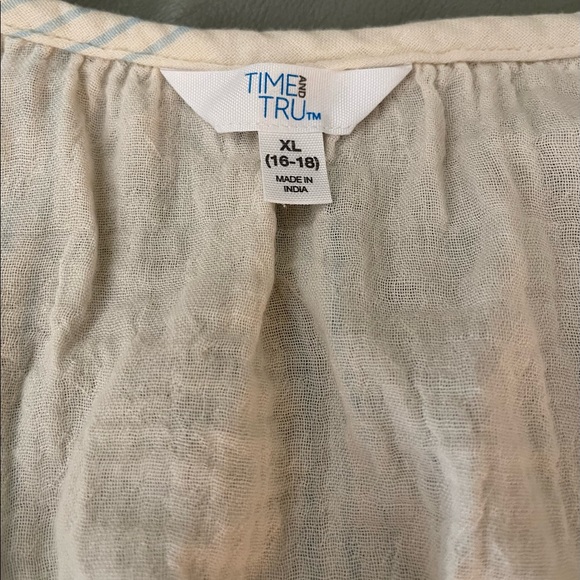 TIME AND
TRU™
XL
(16-18)
MADE IN
INDIA